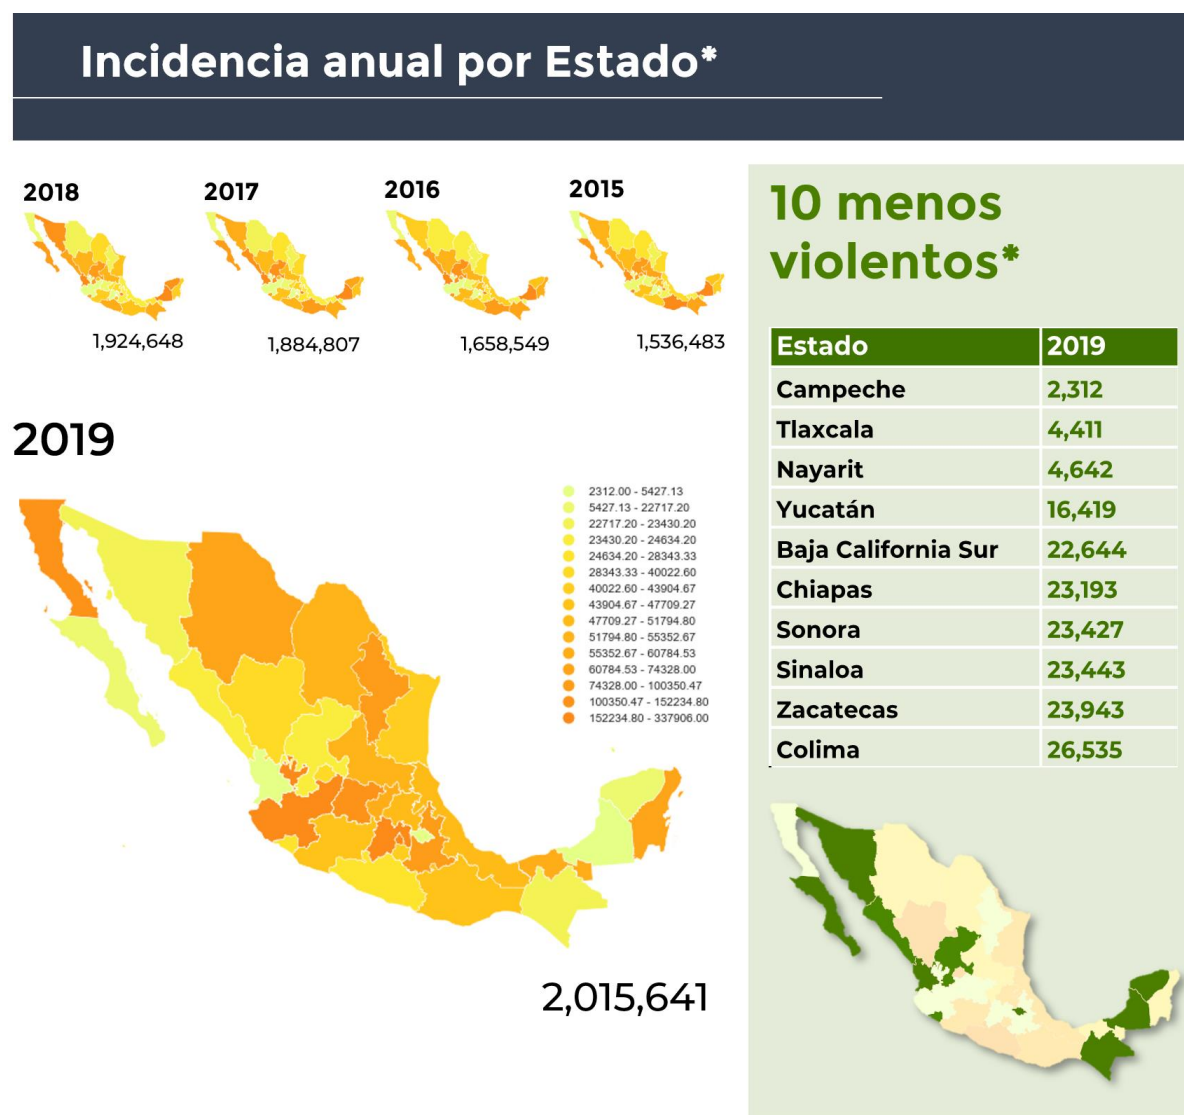 Incidencia anual por Estado*
2018
2017
2016
2015
1,924,648
1,884,807
1,658,549
1,536,483
2019
2312.00 - 5427.13
5427.13 - 22717.20
22717.20 - 23430.20
23430.20 - 24634.20
24634.20 - 28343.33
28343.33 - 40022.60
40022.60 - 43904.67
43904.67 - 47709.27
47709.27 - 51794.80
51794.80 - 55352.67
55352.67 - 60784.53
60784.53 - 74328.00
74328.00 - 100350.47
100350.47 - 152234.80
152234.80 - 337906.00
2,015,641
10 menos
violentos*
Estado 2019
Campeche 2,312
Tlaxcala 4,411
Nayarit 4,642
Yucatán 16,419
Baja California Sur 22,644
Chiapas 23,193
Sonora 23,427
Sinaloa 23,443
Zacatecas 23,943
Colima 26,535